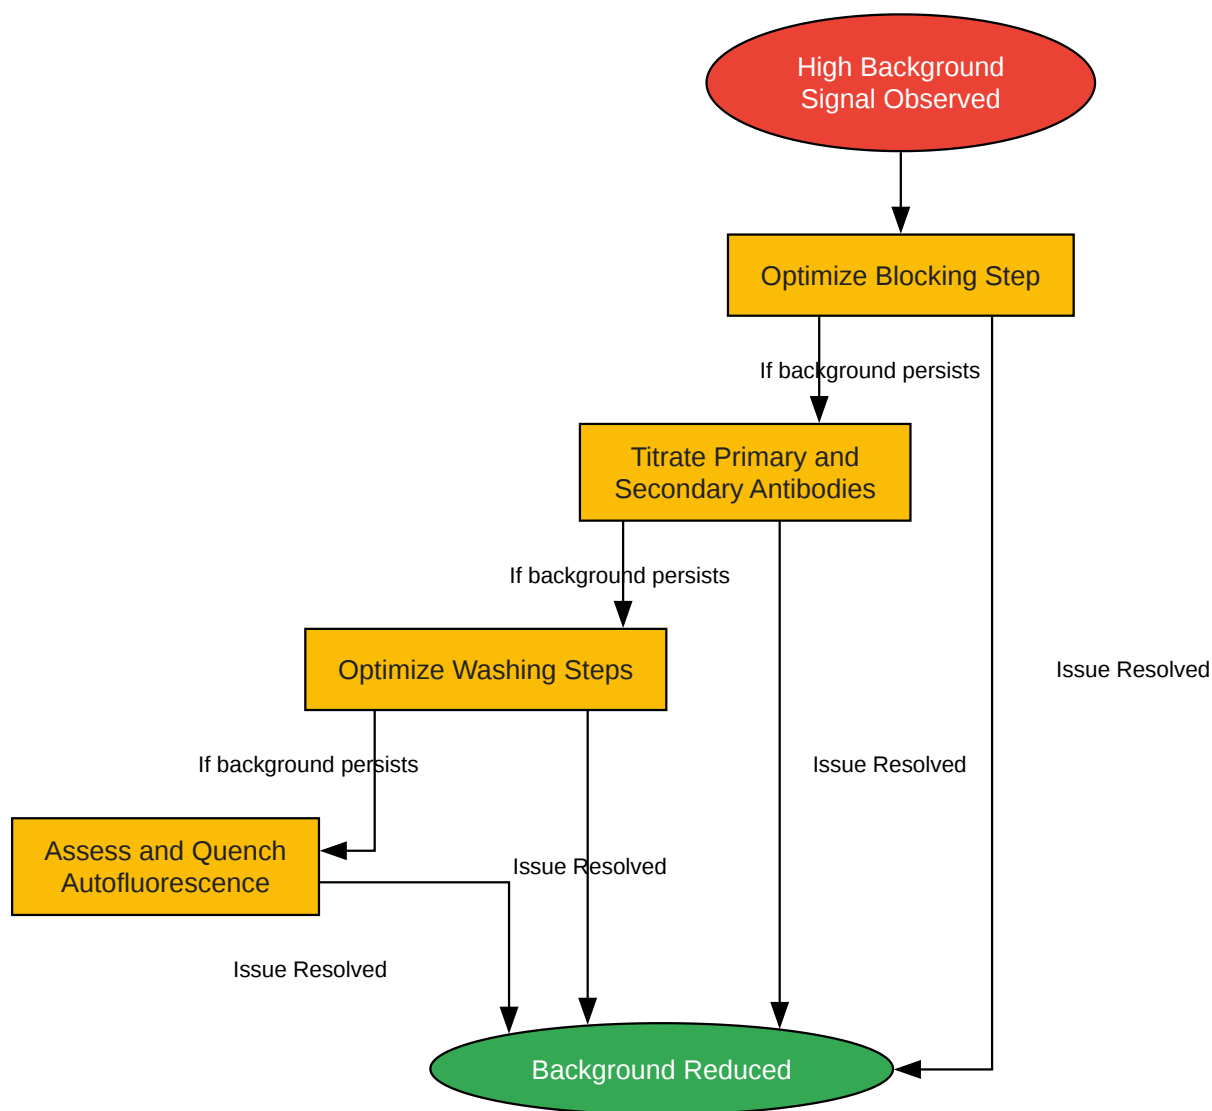 High Background
Signal Observed
Optimize Blocking Step
If background persists
Titrate Primary and
Secondary Antibodies
If background persists
Optimize Washing Steps
Issue Resolved
If background persists
Issue Resolved
Assess and Quench
Autofluorescence
Issue Resolved
Issue Resolved
Background Reduced